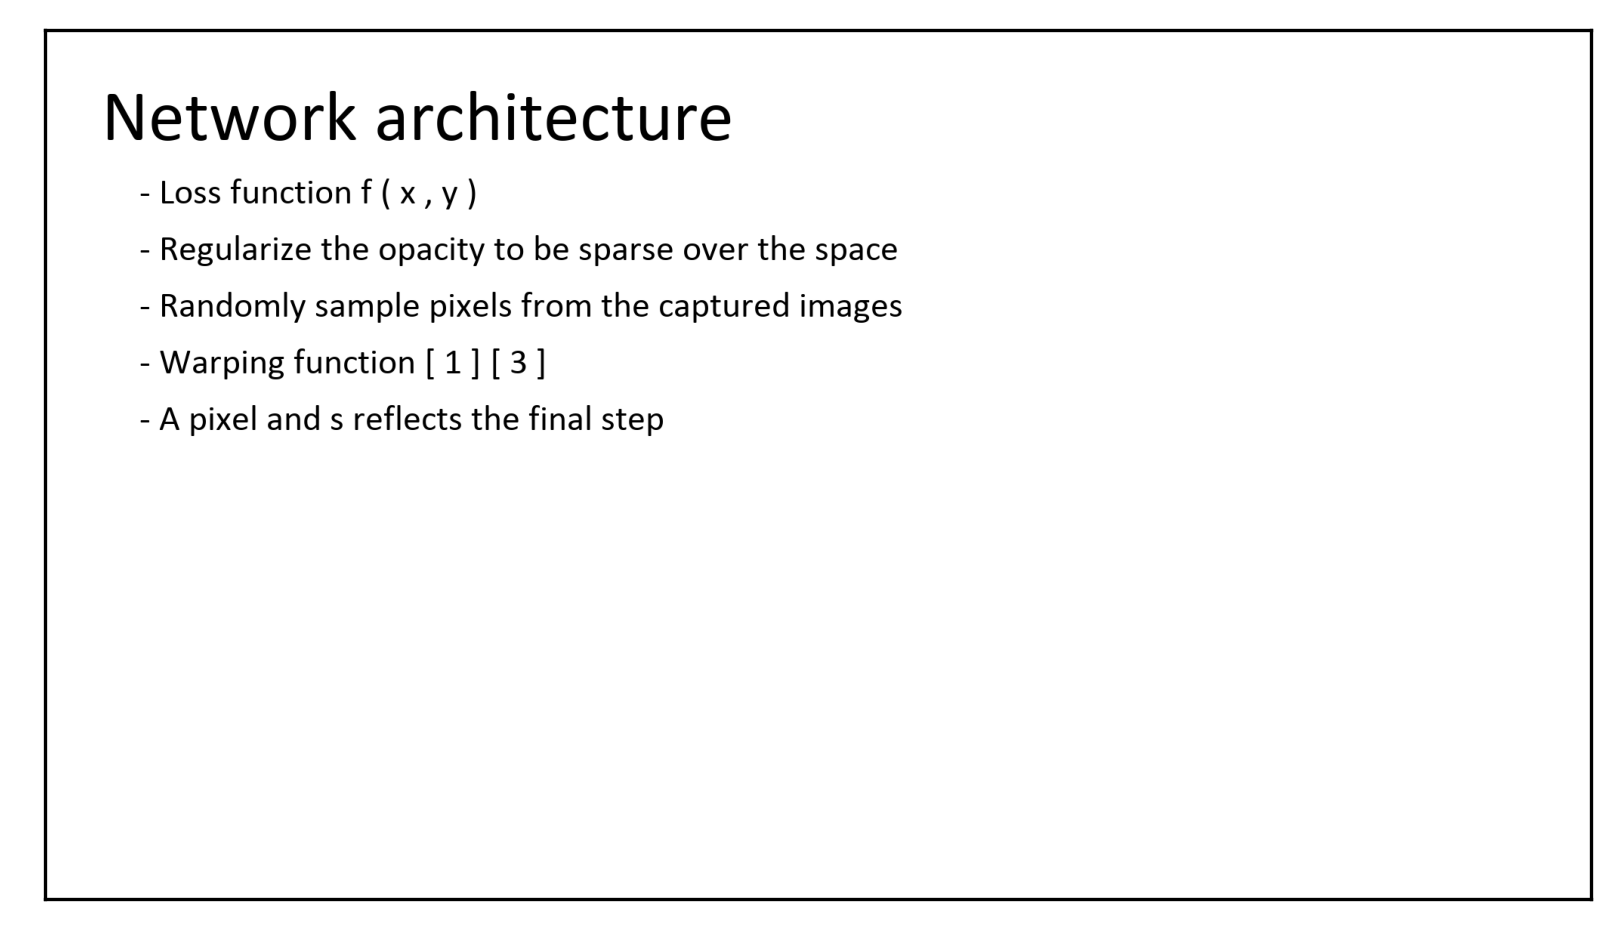 Network architecture
- Loss function f ( x , y )
- Regularize the opacity to be sparse over the space
- Randomly sample pixels from the captured images
- Warping function [ 1 ] [ 3 ]
- A pixel and s reflects the final step